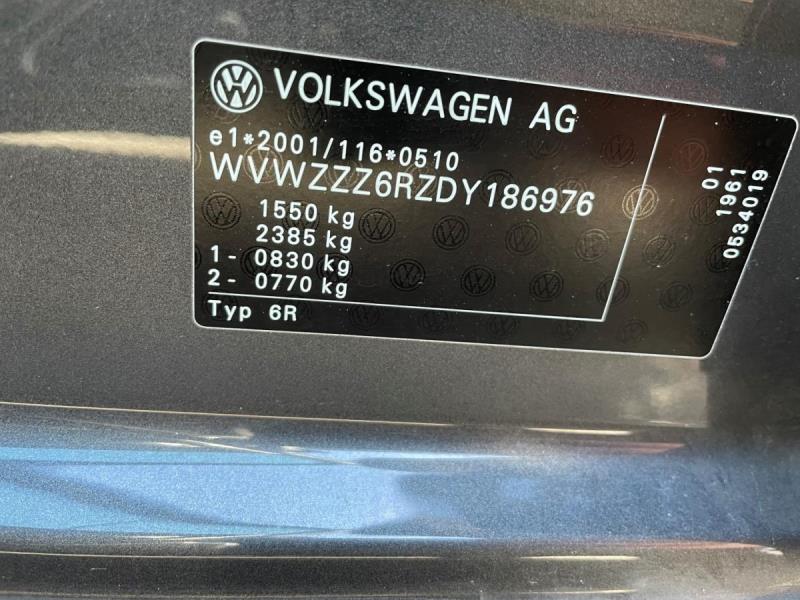 VOLKSWAGEN AG
e1*2001/116*0510
WVWZZZ6RZDY186976
1550 kg
2385 kg
1- 0830 kg
2- 0770 kg
Typ 6R
01
1961
0534019